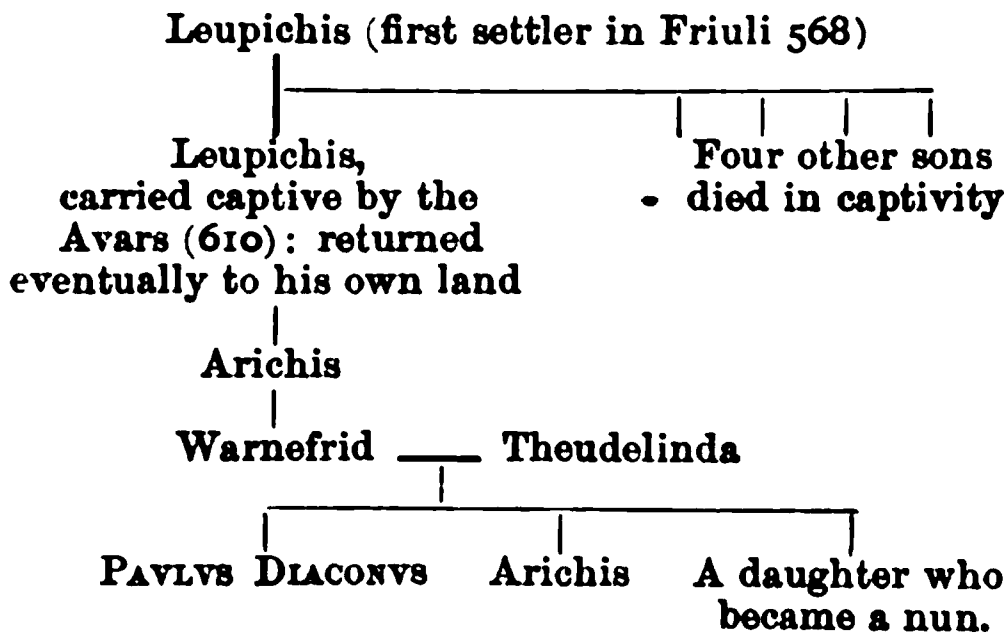 Leupichis (first settler in Friuli 568)
Leupichis,
carried captive by the
Avars (610): returned
eventually to his own land
Four other sons
died in captivity
Arichis
Warnefrid Theudelinda
PAVLVS DIACONVS Arichis A daughter who
became a nun.